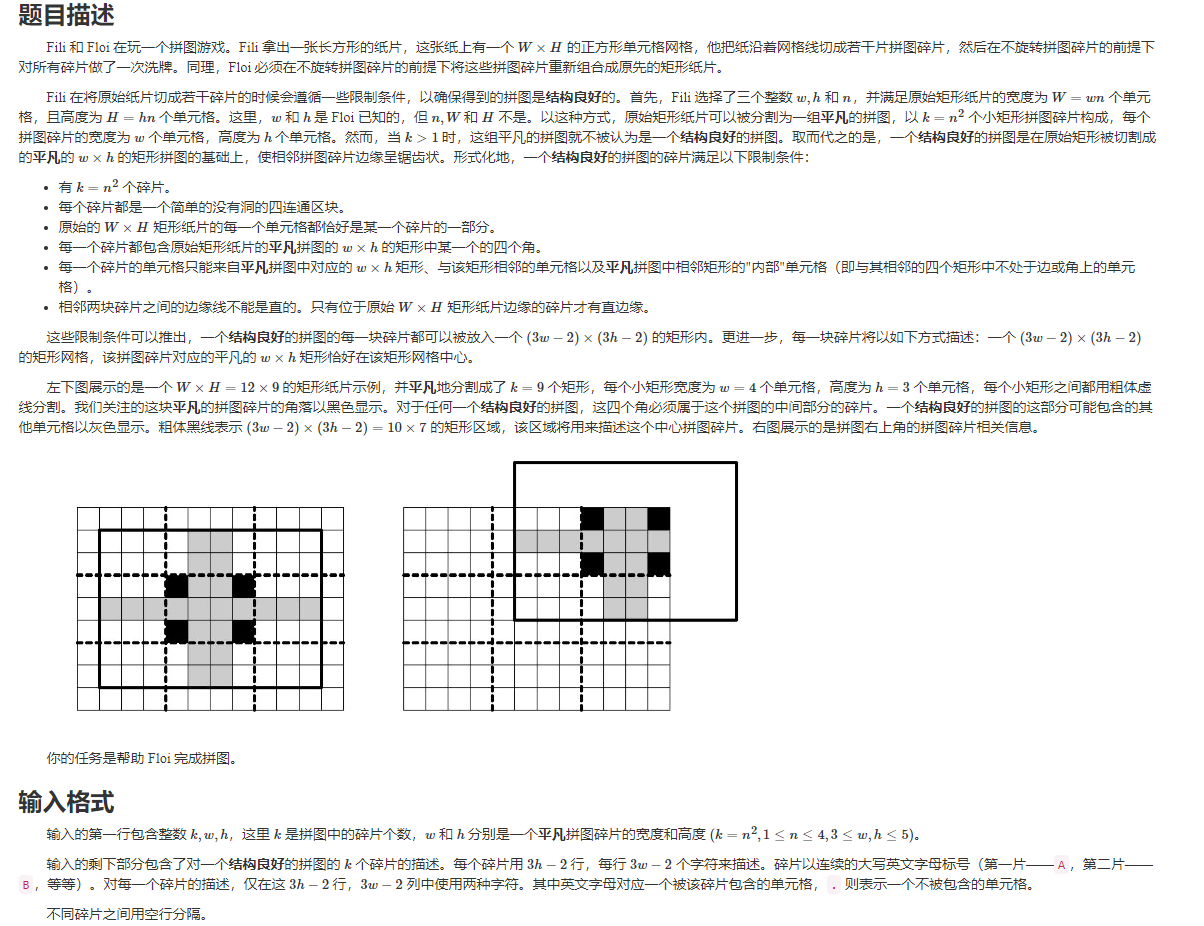 题目描述
Fili 和 Floi 在玩一个拼图游戏。Fili 拿出一张长方形的纸片，这张纸上有一个 W × H 的正方形单元格网格，他把纸沿着网格线切成若干片拼图碎片，然后在不旋转拼图碎片的前提下
对所有碎片做了一次洗牌。同理，Floi 必须在不旋转拼图碎片的前提下将这些拼图碎片重新组合成原先的矩形纸片。
Fili 在将原始纸片切成若干碎片的时候会遵循一些限制条件，以确保得到的拼图是结构良好的。首先，Fili 选择了三个整数 w, h 和 n，并满足原始矩形纸片的宽度为 W = wn 个单元
格，且高度为 H = hn 个单元格。这里，w 和 h 是 Floi 已知的，但 n, W 和 H 不是。以这种方式，原始矩形纸片可以被分割为一组平凡的拼图，以 k = n² 个小矩形拼图碎片构成，每个
拼图碎片的宽度为 w 个单元格，高度为 h 个单元格。然而，当 k > 1 时，这组平凡的拼图就不被认为是一个结构良好的拼图。取而代之的是，一个结构良好的拼图是在原始矩形被切割成
的平凡的 w × h 的矩形拼图的基础上，使相邻拼图碎片边缘呈锯齿状。形式化地，一个结构良好的拼图的碎片满足以下限制条件：
• 有 k = n² 个碎片。
• 每个碎片都是一个简单的没有洞的四连通区块。
• 原始的 W × H 矩形纸片的每一个单元格都恰好是某一个碎片的一部分。
• 每一个碎片都包含原始矩形纸片的平凡拼图的 w × h 的矩形中某一个的四个角。
• 每一个碎片的单元格只能来自平凡拼图中对应的 w × h 矩形、与该矩形相邻的单元格以及平凡拼图中相邻矩形的"内部"单元格（即与其相邻的四个矩形中不处于边或角上的单元
格）。
• 相邻两块碎片之间的边缘线不能是直的。只有位于原始 W × H 矩形纸片边缘的碎片才有直边缘。
这些限制条件可以推出，一个结构良好的拼图的每一块碎片都可以被放入一个 (3w − 2) × (3h − 2) 的矩形内。更进一步，每一块碎片将以如下方式描述：一个 (3w − 2) × (3h − 2)
的矩形网格，该拼图碎片对应的平凡的 w × h 矩形恰好在该矩形网格中心。
左下图展示的是一个 W × H = 12 × 9 的矩形纸片示例，并平凡地分割成了 k = 9 个矩形，每个小矩形宽度为 w = 4 个单元格，高度为 h = 3 个单元格，每个小矩形之间都用粗体虚
线分割。我们关注的这块平凡的拼图碎片的角落以黑色显示。对于任何一个结构良好的拼图，这四个角必须属于这个拼图的中间部分的碎片。一个结构良好的拼图的这部分可能包含的其
他单元格以灰色显示。粗体黑线表示 (3w − 2) × (3h − 2) = 10 × 7 的矩形区域，该区域将用来描述这个中心拼图碎片。右图展示的是拼图右上角的拼图碎片相关信息。
你的任务是帮助 Floi 完成拼图。
输入格式
输入的第一行包含整数 k, w, h，这里 k 是拼图中的碎片个数，w 和 h 分别是一个平凡拼图碎片的宽度和高度 (k = n², 1 ≤ n ≤ 4, 3 ≤ w, h ≤ 5)。
输入的剩下部分包含了对一个结构良好的拼图的 k 个碎片的描述。每个碎片用 3h − 2 行，每行 3w − 2 个字符来描述。碎片以连续的大写英文字母标号（第一片——A，第二片——
B，等等）。对每一个碎片的描述，仅在这 3h − 2 行，3w − 2 列中使用两种字符。其中英文字母对应一个被该碎片包含的单元格，. 则表示一个不被包含的单元格。
不同碎片之间用空行分隔。